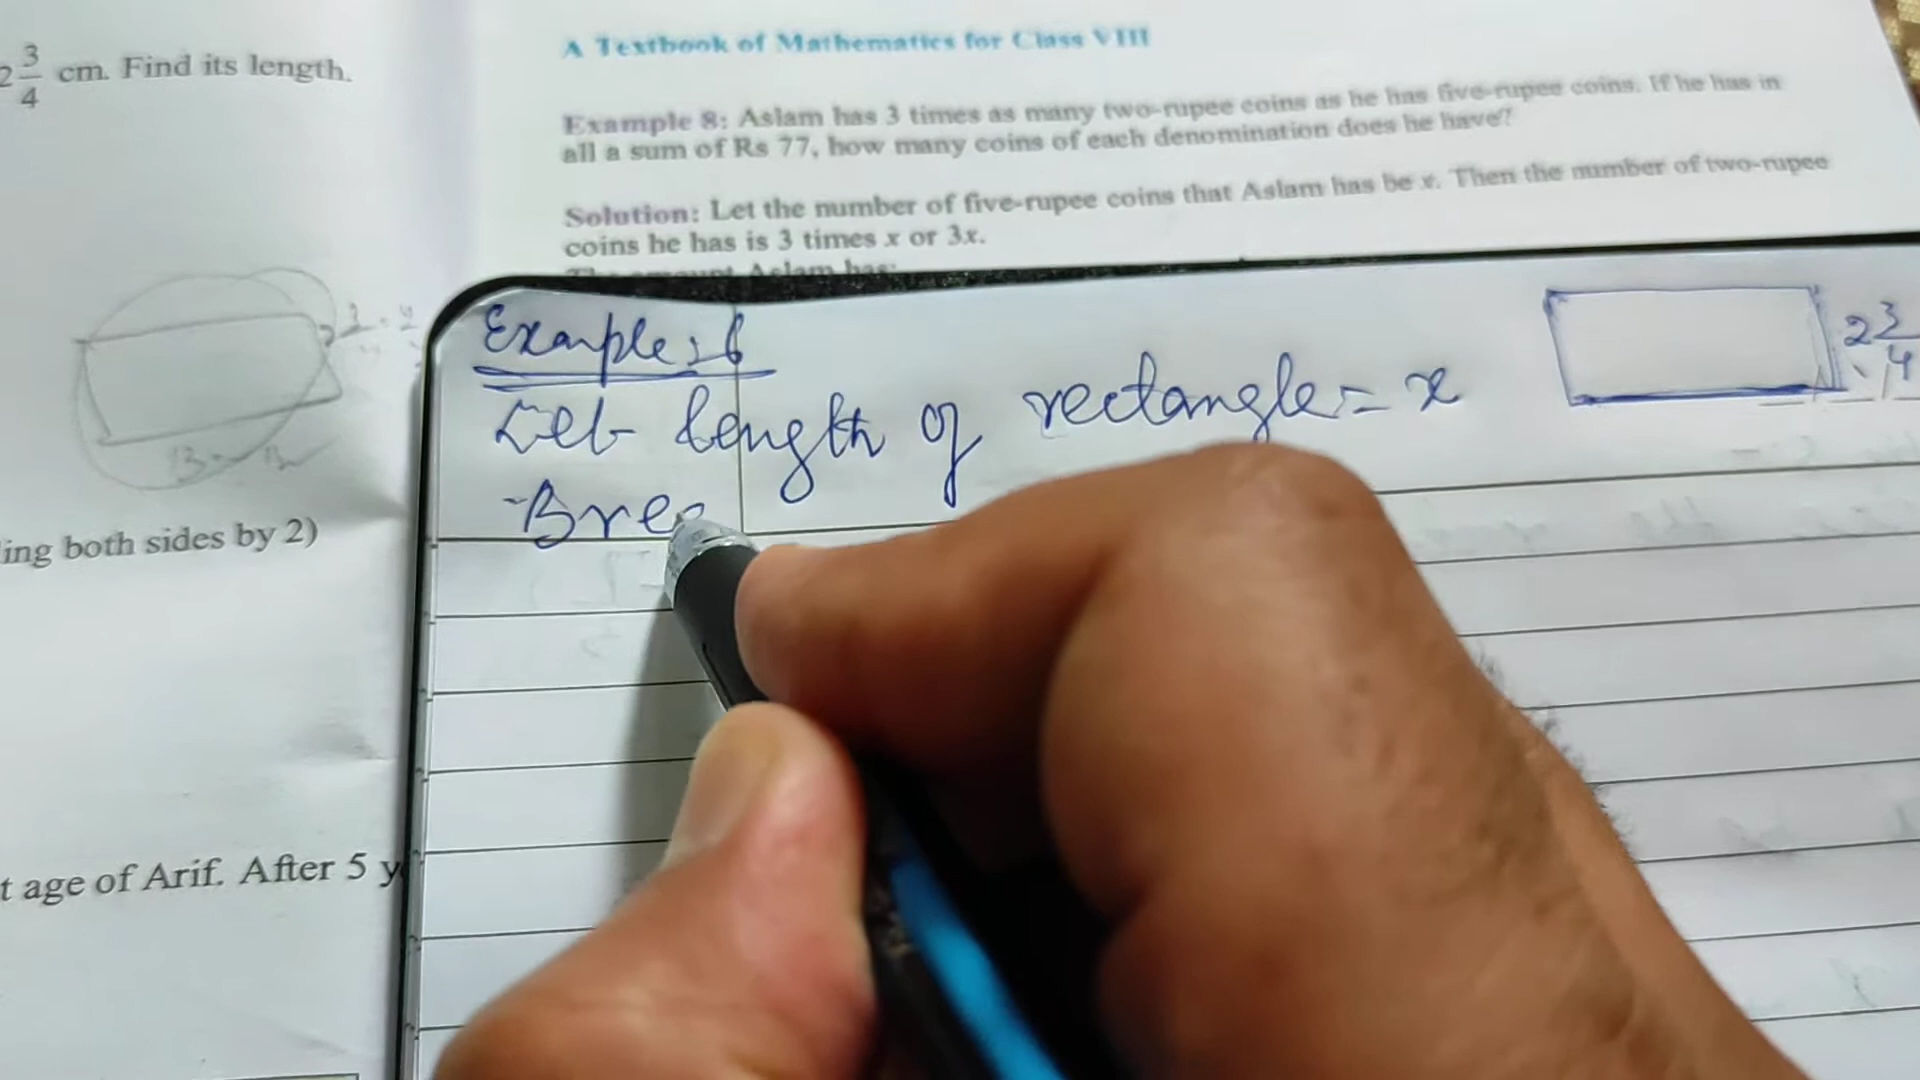 2 3/4 cm. Find its length.
ing both sides by 2)
t age of Arif. After 5 y
A Textbook of Mathematics for Class VIII
Example 8: Aslam has 3 times as many two-rupee coins as he has five-rupee coins. If he has in
all a sum of Rs 77, how many coins of each denomination does he have?
Solution: Let the number of five-rupee coins that Aslam has be x. Then the number of two-rupee
coins he has is 3 times x or 3x.
The amount Aslam has:
Example: 6
Let length of rectangle = x
Bre
2 3/4